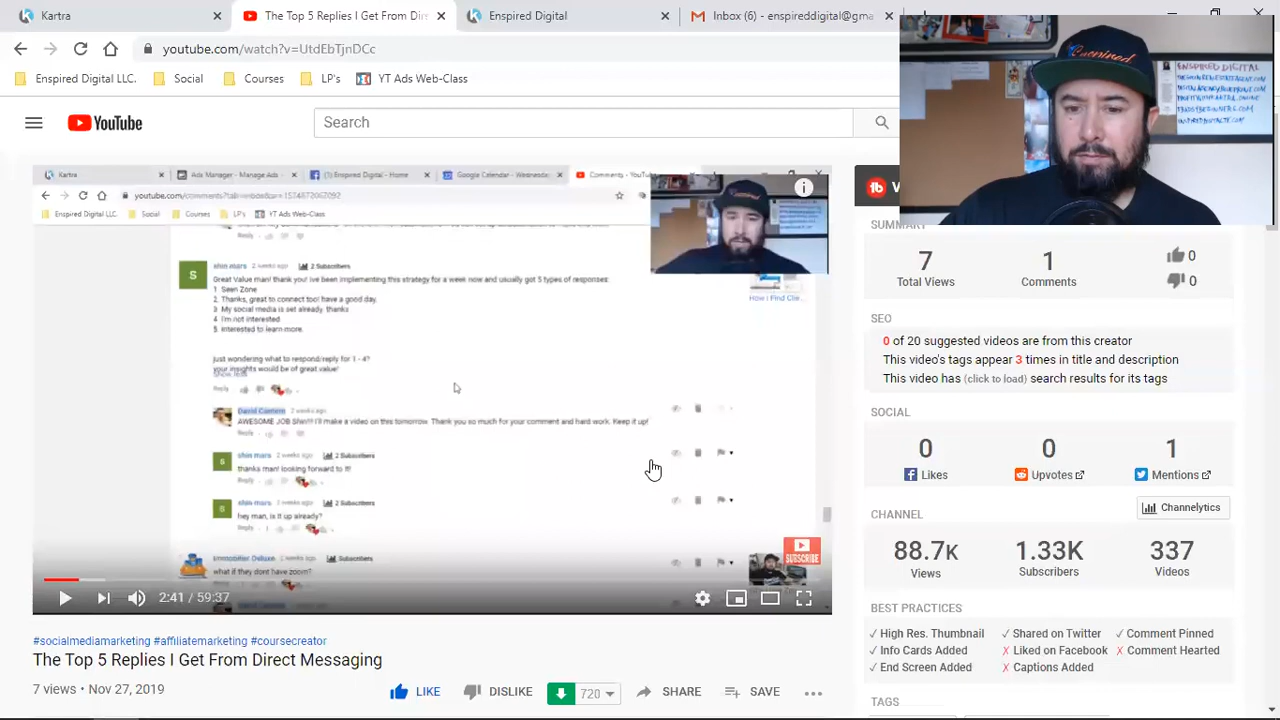 The Top 5 Replies I Get From Dir
Enspired Digital
Inbox (6) - enspireddigital@gma
youtube.com/watch?v=UtdEbTjnDCc
Enspired Digital LLC.
Social
Courses
LP's
YT Ads Web-Class
YouTube
Search
ENSPIRED DIGITAL
Kartra
Ads Manager - Manage Ads
(1) Enspired Digital - Home
Google Calendar - Wednesda
Comments - YouTu
Enspired Digital LLC
Social
Courses
LP's
YT Ads Web-Class
Reply
S
shin mars 2 weeks ago 2 Subscribers
Great Value man! thank you! Ive been implementing this strategy for a week now and usually got 5 types of responses:
1. Seen Zone
2. Thanks, great to connect too! have a good day.
3. My social media is set already, thanks
4. I'm not interested.
5. Interested to learn more.
just wondering what to respond/reply for 1 - 4?
your insights would be of great value!
Show less
Reply
How I Find Clie...
David Cantero 2 weeks ago
AWESOME JOB Shin!!! I'll make a video on this tomorrow. Thank you so much for your comment and hard work. Keep it up!
Reply
S
shin mars 2 weeks ago 2 Subscribers
thanks man! looking forward to it!
Reply
S
shin mars 2 weeks ago 2 Subscribers
hey man, is it up already?
Reply
Immobilier Deluxe 2 weeks ago Subscribers
what if they dont have zoom?
SUBSCRIBE
2:41 / 59:37
#socialmediamarketing #affiliatemarketing #coursecreator
The Top 5 Replies I Get From Direct Messaging
7 views • Nov 27, 2019
LIKE
DISLIKE
720
SHARE
SAVE
SUMMARY
7
1
0
Total Views
Comments
0
SEO
0 of 20 suggested videos are from this creator
This video's tags appear 3 times in title and description
This video has (click to load) search results for its tags
SOCIAL
0
0
1
Likes
Upvotes
Mentions
Channelytics
CHANNEL
88.7K
1.33K
337
Views
Subscribers
Videos
BEST PRACTICES
✓ High Res. Thumbnail
✓ Shared on Twitter
✓ Comment Pinned
✓ Info Cards Added
✗ Liked on Facebook
✗ Comment Hearted
✓ End Screen Added
✗ Captions Added
TAGS